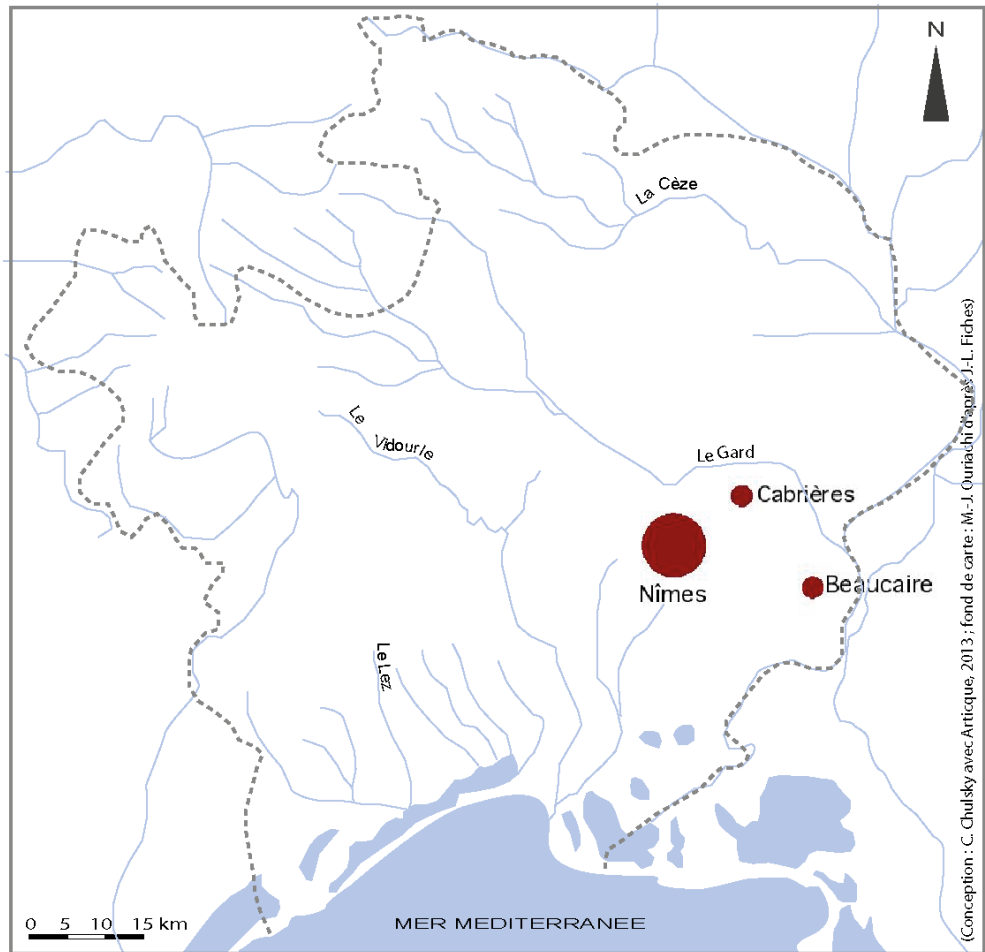 N
La Cèze
Le Vidourle
Le Gard
Cabrières
Nîmes
Beaucaire
Le Lez
0 5 10 15 km
MER MEDITERRANEE
(Conception : C. Chulsky avec Articque, 2013 ; fond de carte : M.-J. Ouriachi d'après J.-L. Fiches)